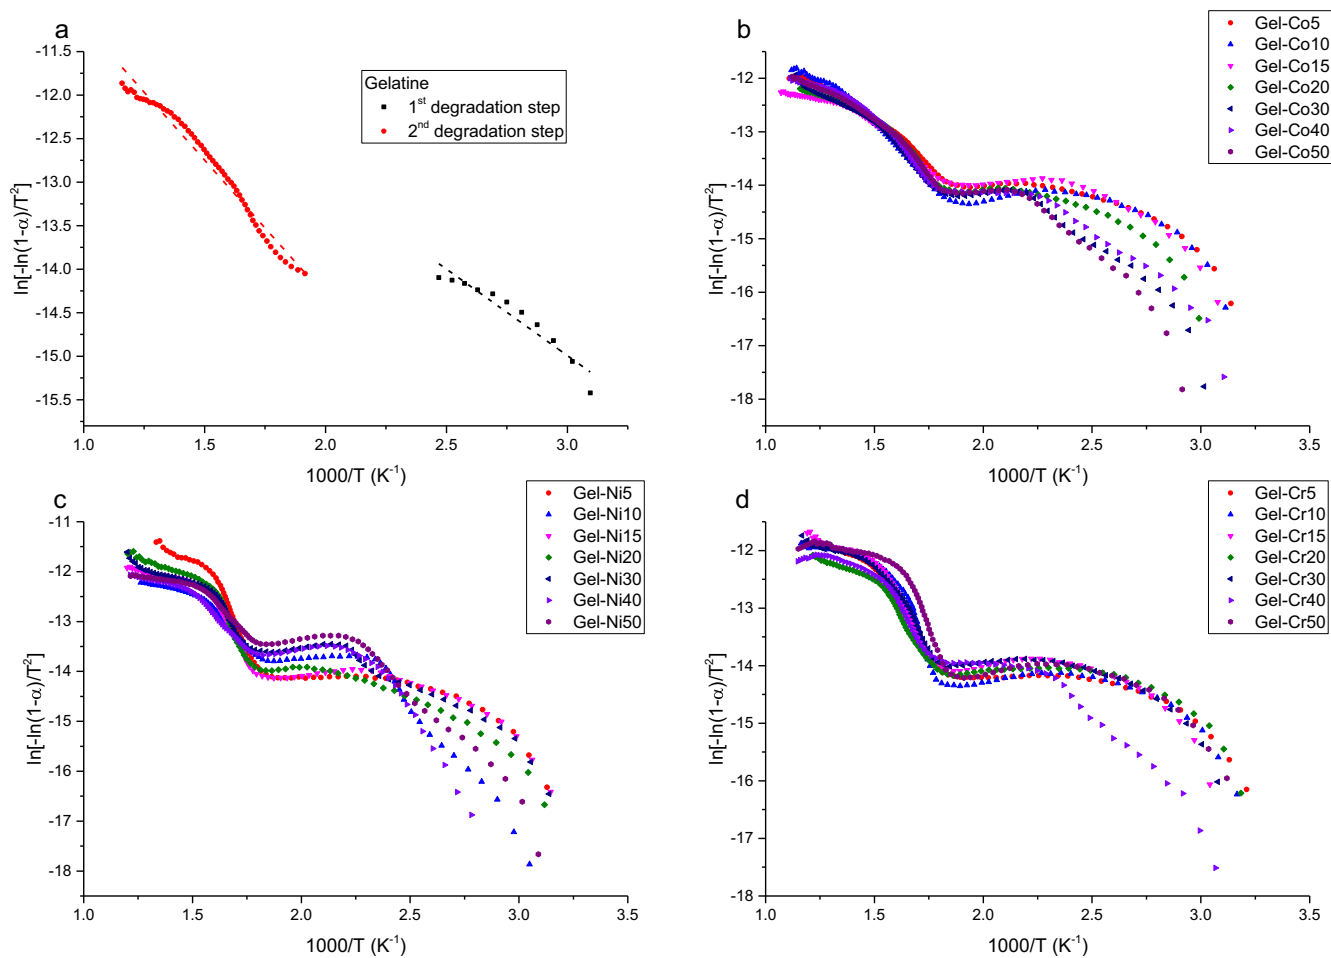 a
-11.5
-12.0
-12.5
-13.0
-13.5
-14.0
-14.5
-15.0
-15.5
ln[-ln(1-α)/T²]
1.0
1.5
2.0
2.5
3.0
1000/T (K⁻¹)
Gelatine
1ˢᵗ degradation step
2ⁿᵈ degradation step
b
-12
-13
-14
-15
-16
-17
-18
ln[-ln(1-α)/T²]
1.0
1.5
2.0
2.5
3.0
3.5
1000/T (K⁻¹)
Gel-Co5
Gel-Co10
Gel-Co15
Gel-Co20
Gel-Co30
Gel-Co40
Gel-Co50
c
-11
-12
-13
-14
-15
-16
-17
-18
ln[-ln(1-α)/T²]
1.0
1.5
2.0
2.5
3.0
3.5
1000/T (K⁻¹)
Gel-Ni5
Gel-Ni10
Gel-Ni15
Gel-Ni20
Gel-Ni30
Gel-Ni40
Gel-Ni50
d
-12
-13
-14
-15
-16
-17
-18
ln[-ln(1-α)/T²]
1.0
1.5
2.0
2.5
3.0
3.5
1000/T (K⁻¹)
Gel-Cr5
Gel-Cr10
Gel-Cr15
Gel-Cr20
Gel-Cr30
Gel-Cr40
Gel-Cr50